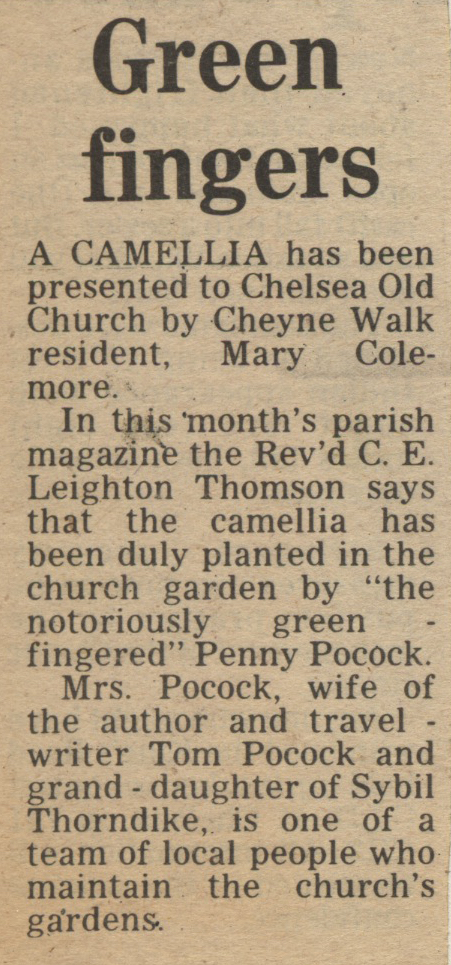 Green
fingers
A CAMELLIA has been
presented to Chelsea Old
Church by Cheyne Walk
resident, Mary Cole-
more.
In this month's parish
magazine the Rev'd C. E.
Leighton Thomson says
that the camellia has
been duly planted in the
church garden by "the
notoriously green -
fingered" Penny Pocock.
Mrs. Pocock, wife of
the author and travel -
writer Tom Pocock and
grand - daughter of Sybil
Thorndike, is one of a
team of local people who
maintain the church's
gardens.